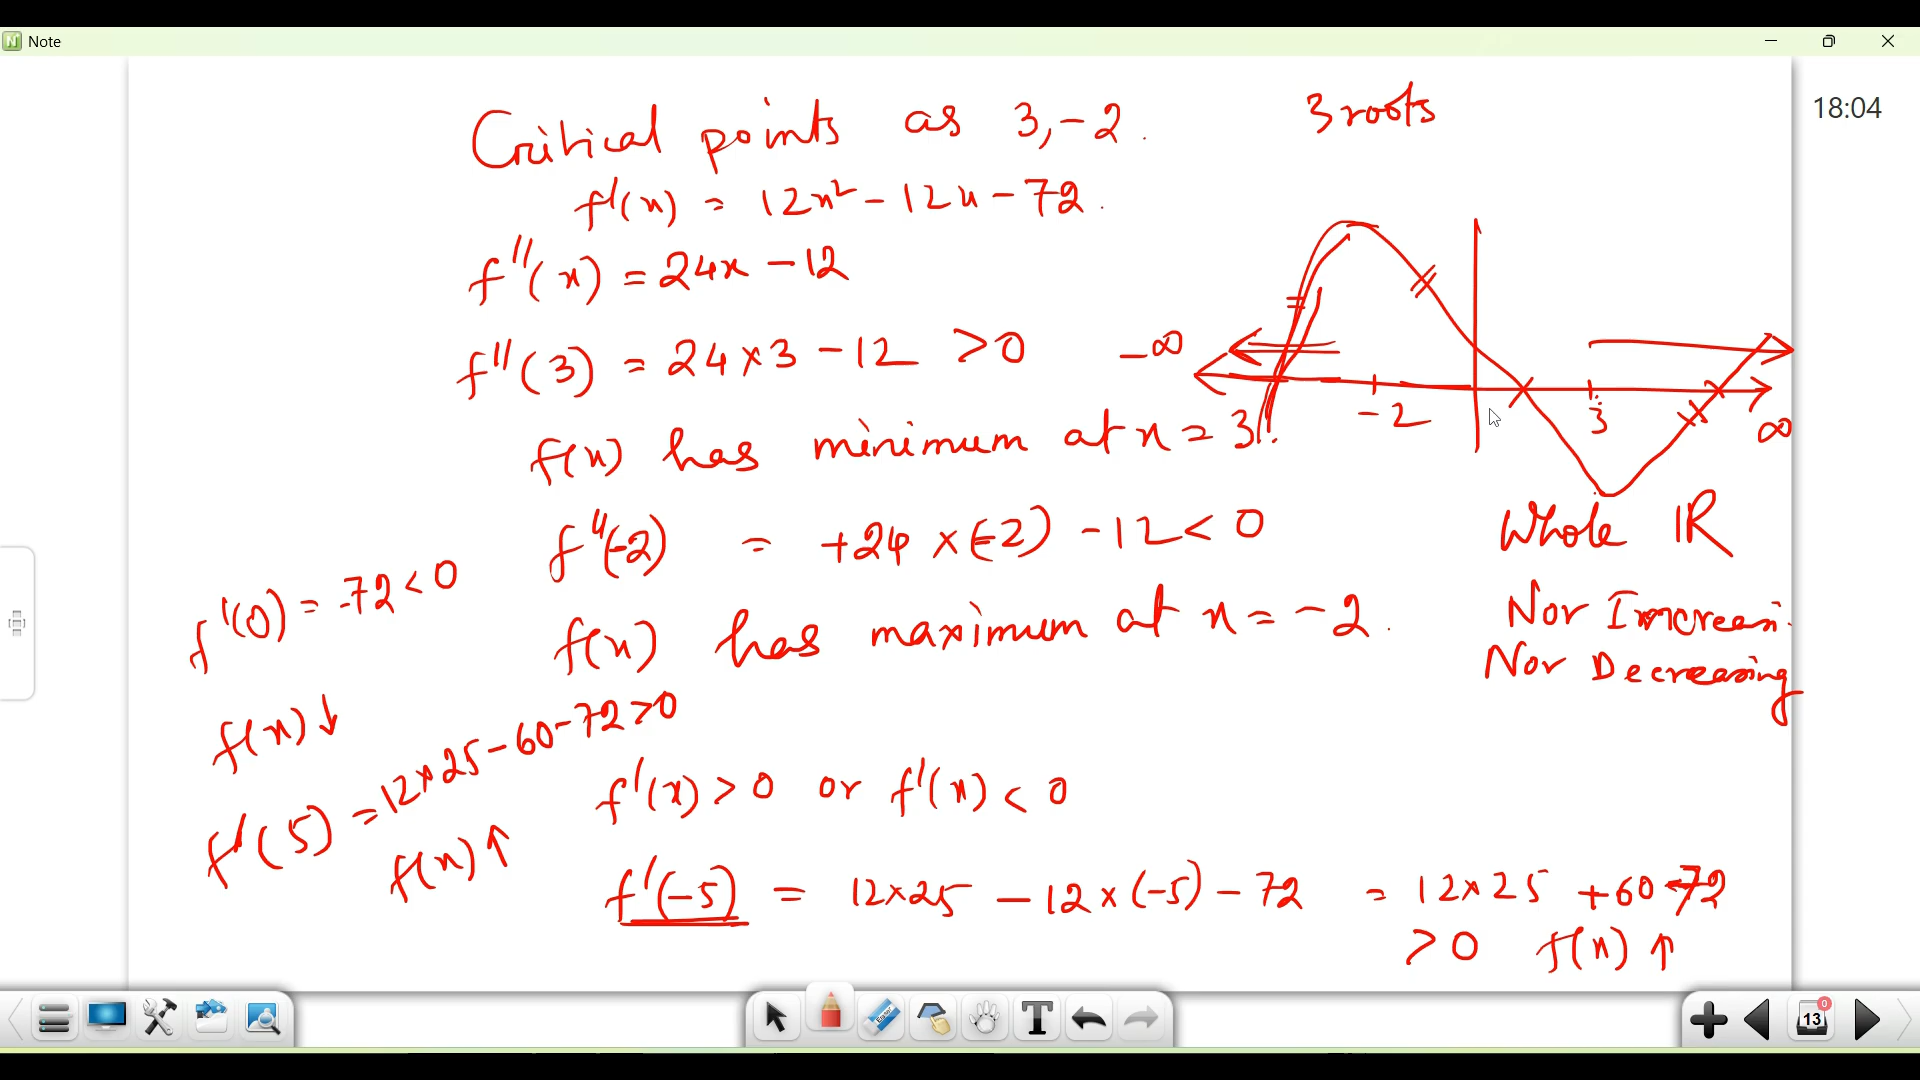 Note
18:04
Critical points as 3, -2.
3 roots
f'(x) = 12x² - 12x - 72.
f''(x) = 24x - 12
f''(3) = 24 × 3 - 12 > 0
-∞
-2
3
∞
f(x) has minimum at x = 3.
Whole IR
f''(-2) = +24 × (-2) - 12 < 0
f'(0) = -72 < 0
f(x) has maximum at x = -2.
Nor Increasi.
Nor Decreasing
f(x) ↓
f'(5) = 12×25 - 60 - 72 > 0
f(x) ↑
f'(x) > 0 or f'(x) < 0
f'(-5) = 12×25 - 12 × (-5) - 72 = 12×25 + 60 - 72
> 0 f(x) ↑
T
13
0